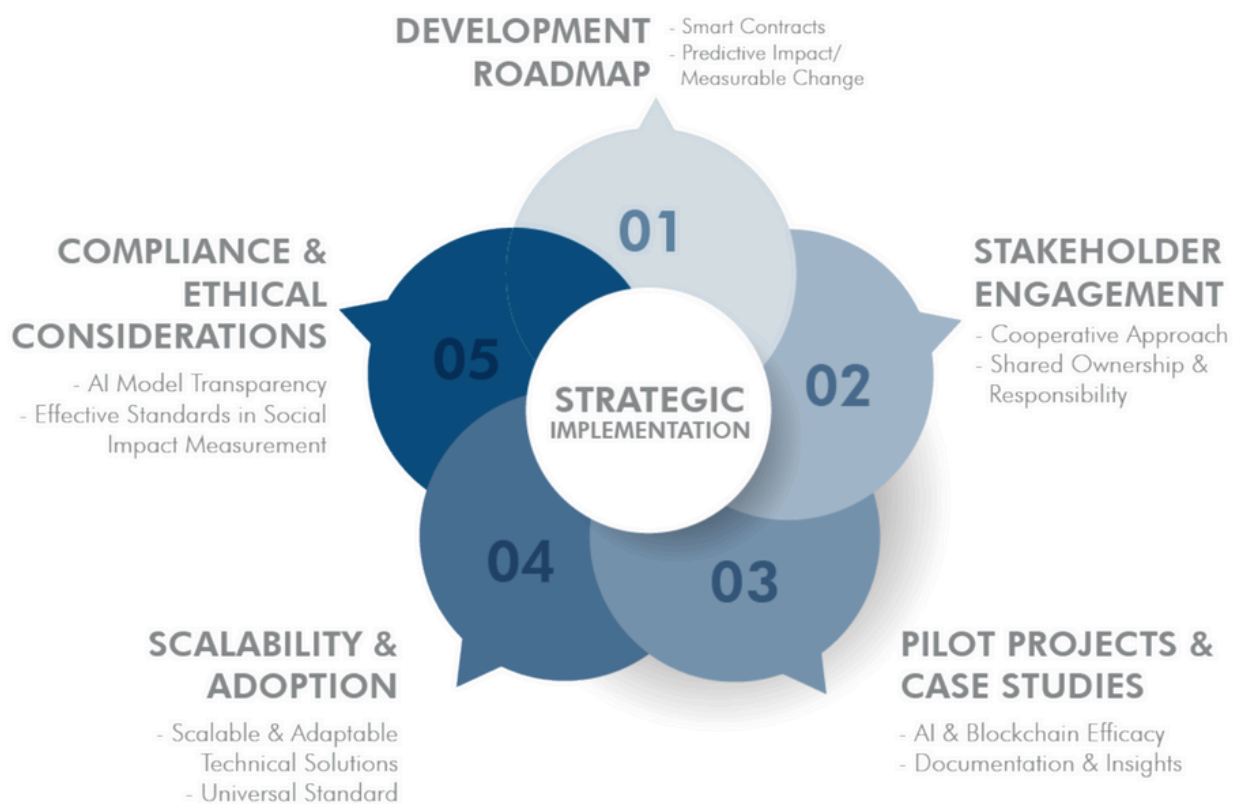 DEVELOPMENT
ROADMAP
- Smart Contracts
- Predictive Impact/
Measurable Change
01
STAKEHOLDER
ENGAGEMENT
- Cooperative Approach
- Shared Ownership &
Responsibility
02
PILOT PROJECTS &
CASE STUDIES
- AI & Blockchain Efficacy
- Documentation & Insights
03
SCALABILITY &
ADOPTION
- Scalable & Adaptable
Technical Solutions
- Universal Standard
04
COMPLIANCE &
ETHICAL
CONSIDERATIONS
- AI Model Transparency
- Effective Standards in Social
Impact Measurement
05
STRATEGIC
IMPLEMENTATION